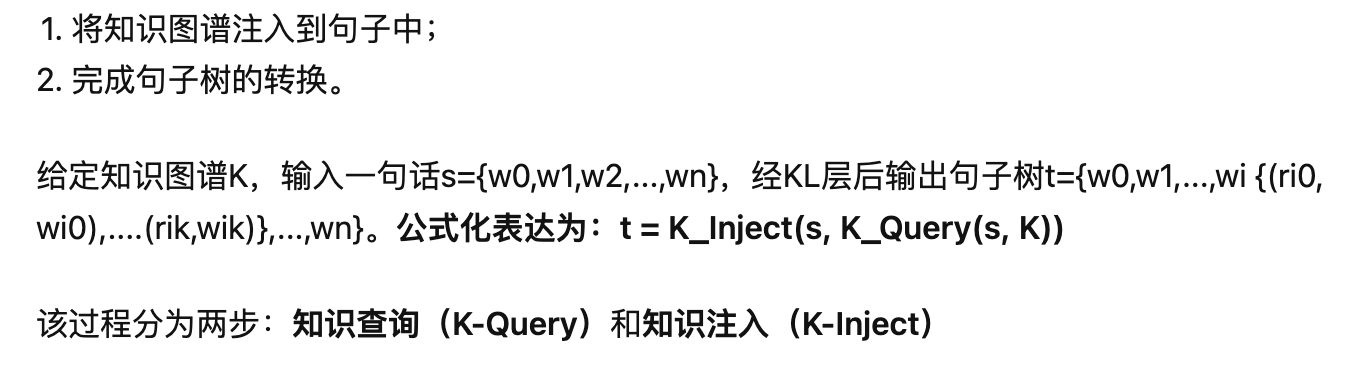 1. 将知识图谱注入到句子中；
2. 完成句子树的转换。
给定知识图谱K，输入一句话s={w0,w1,w2,...,wn}，经KL层后输出句子树t={w0,w1,...,wi {(ri0,
wi0),....(rik,wik)},...,wn}。公式化表达为：t = K_Inject(s, K_Query(s, K))
该过程分为两步：知识查询（K-Query）和知识注入（K-Inject）